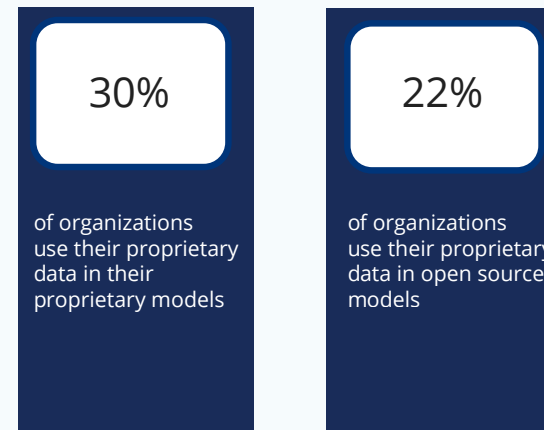 30%
of organizations
use their proprietary
data in their
proprietary models
22%
of organizations
use their proprietary
data in open source
models